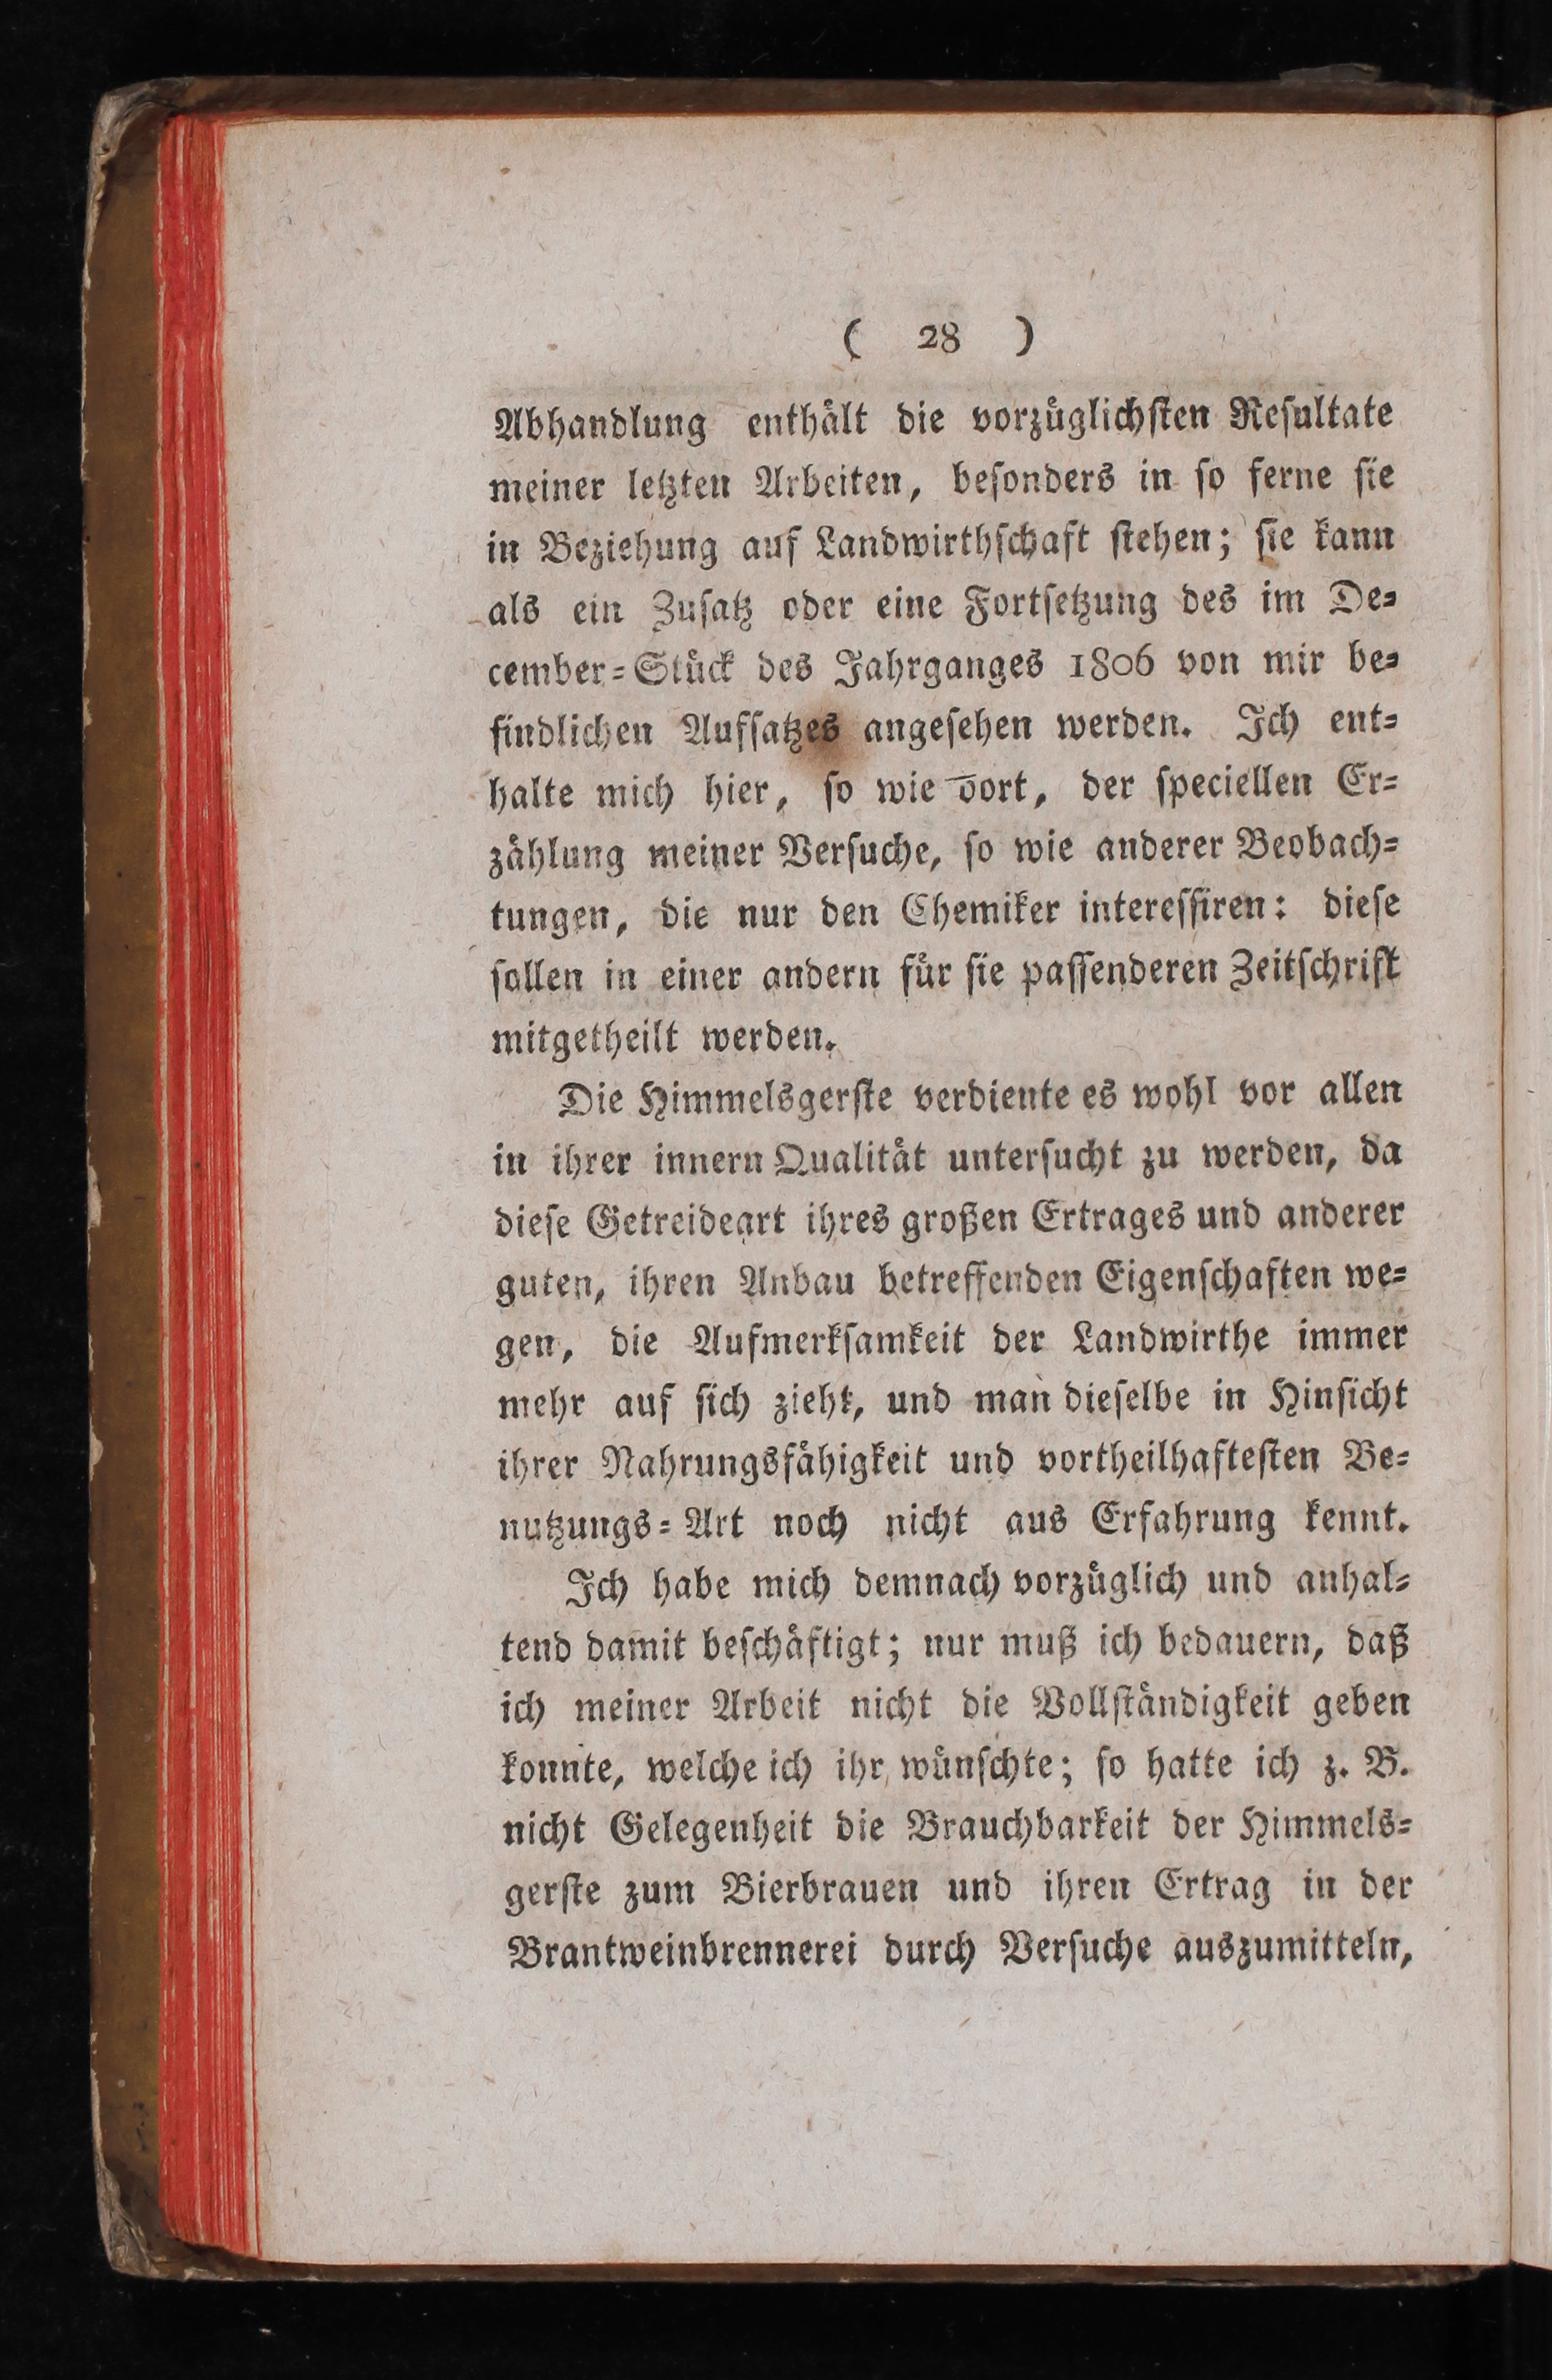 ( 28 )
Abhandlung enthält die vorzüglichſten Reſultate
meiner letzten Arbeiten, beſonders in ſo ferne ſie
in Beziehung auf Landwirthſchaft ſtehen; ſie kann
als ein Zuſatz oder eine Fortſetzung des im De⸗
cember⸗Stück des Jahrganges 1806 von mir be⸗
findlichen Aufſatzes angeſehen werden. Ich ent⸗
halte mich hier, ſo wie dort, der ſpeciellen Er⸗
zählung meiner Verſuche, ſo wie anderer Beobach⸗
tungen, die nur den Chemiker intereſſiren: dieſe
ſollen in einer andern für ſie paſſenderen Zeitſchrift
mitgetheilt werden.
Die Himmelsgerſte verdiente es wohl vor allen
in ihrer innern Qualität unterſucht zu werden, da
dieſe Getreideart ihres großen Ertrages und anderer
guten, ihren Anbau betreffenden Eigenſchaften we⸗
gen, die Aufmerkſamkeit der Landwirthe immer
mehr auf ſich zieht, und man dieſelbe in Hinſicht
ihrer Nahrungsfähigkeit und vortheilhafteſten Be⸗
nutzungs⸗Art noch nicht aus Erfahrung kennt.
Ich habe mich demnach vorzüglich und anhal⸗
tend damit beſchäftigt; nur muß ich bedauern, daß
ich meiner Arbeit nicht die Vollſtändigkeit geben
konnte, welche ich ihr wünſchte; ſo hatte ich z. B.
nicht Gelegenheit die Brauchbarkeit der Himmels⸗
gerſte zum Bierbrauen und ihren Ertrag in der
Brantweinbrennerei durch Verſuche auszumitteln,